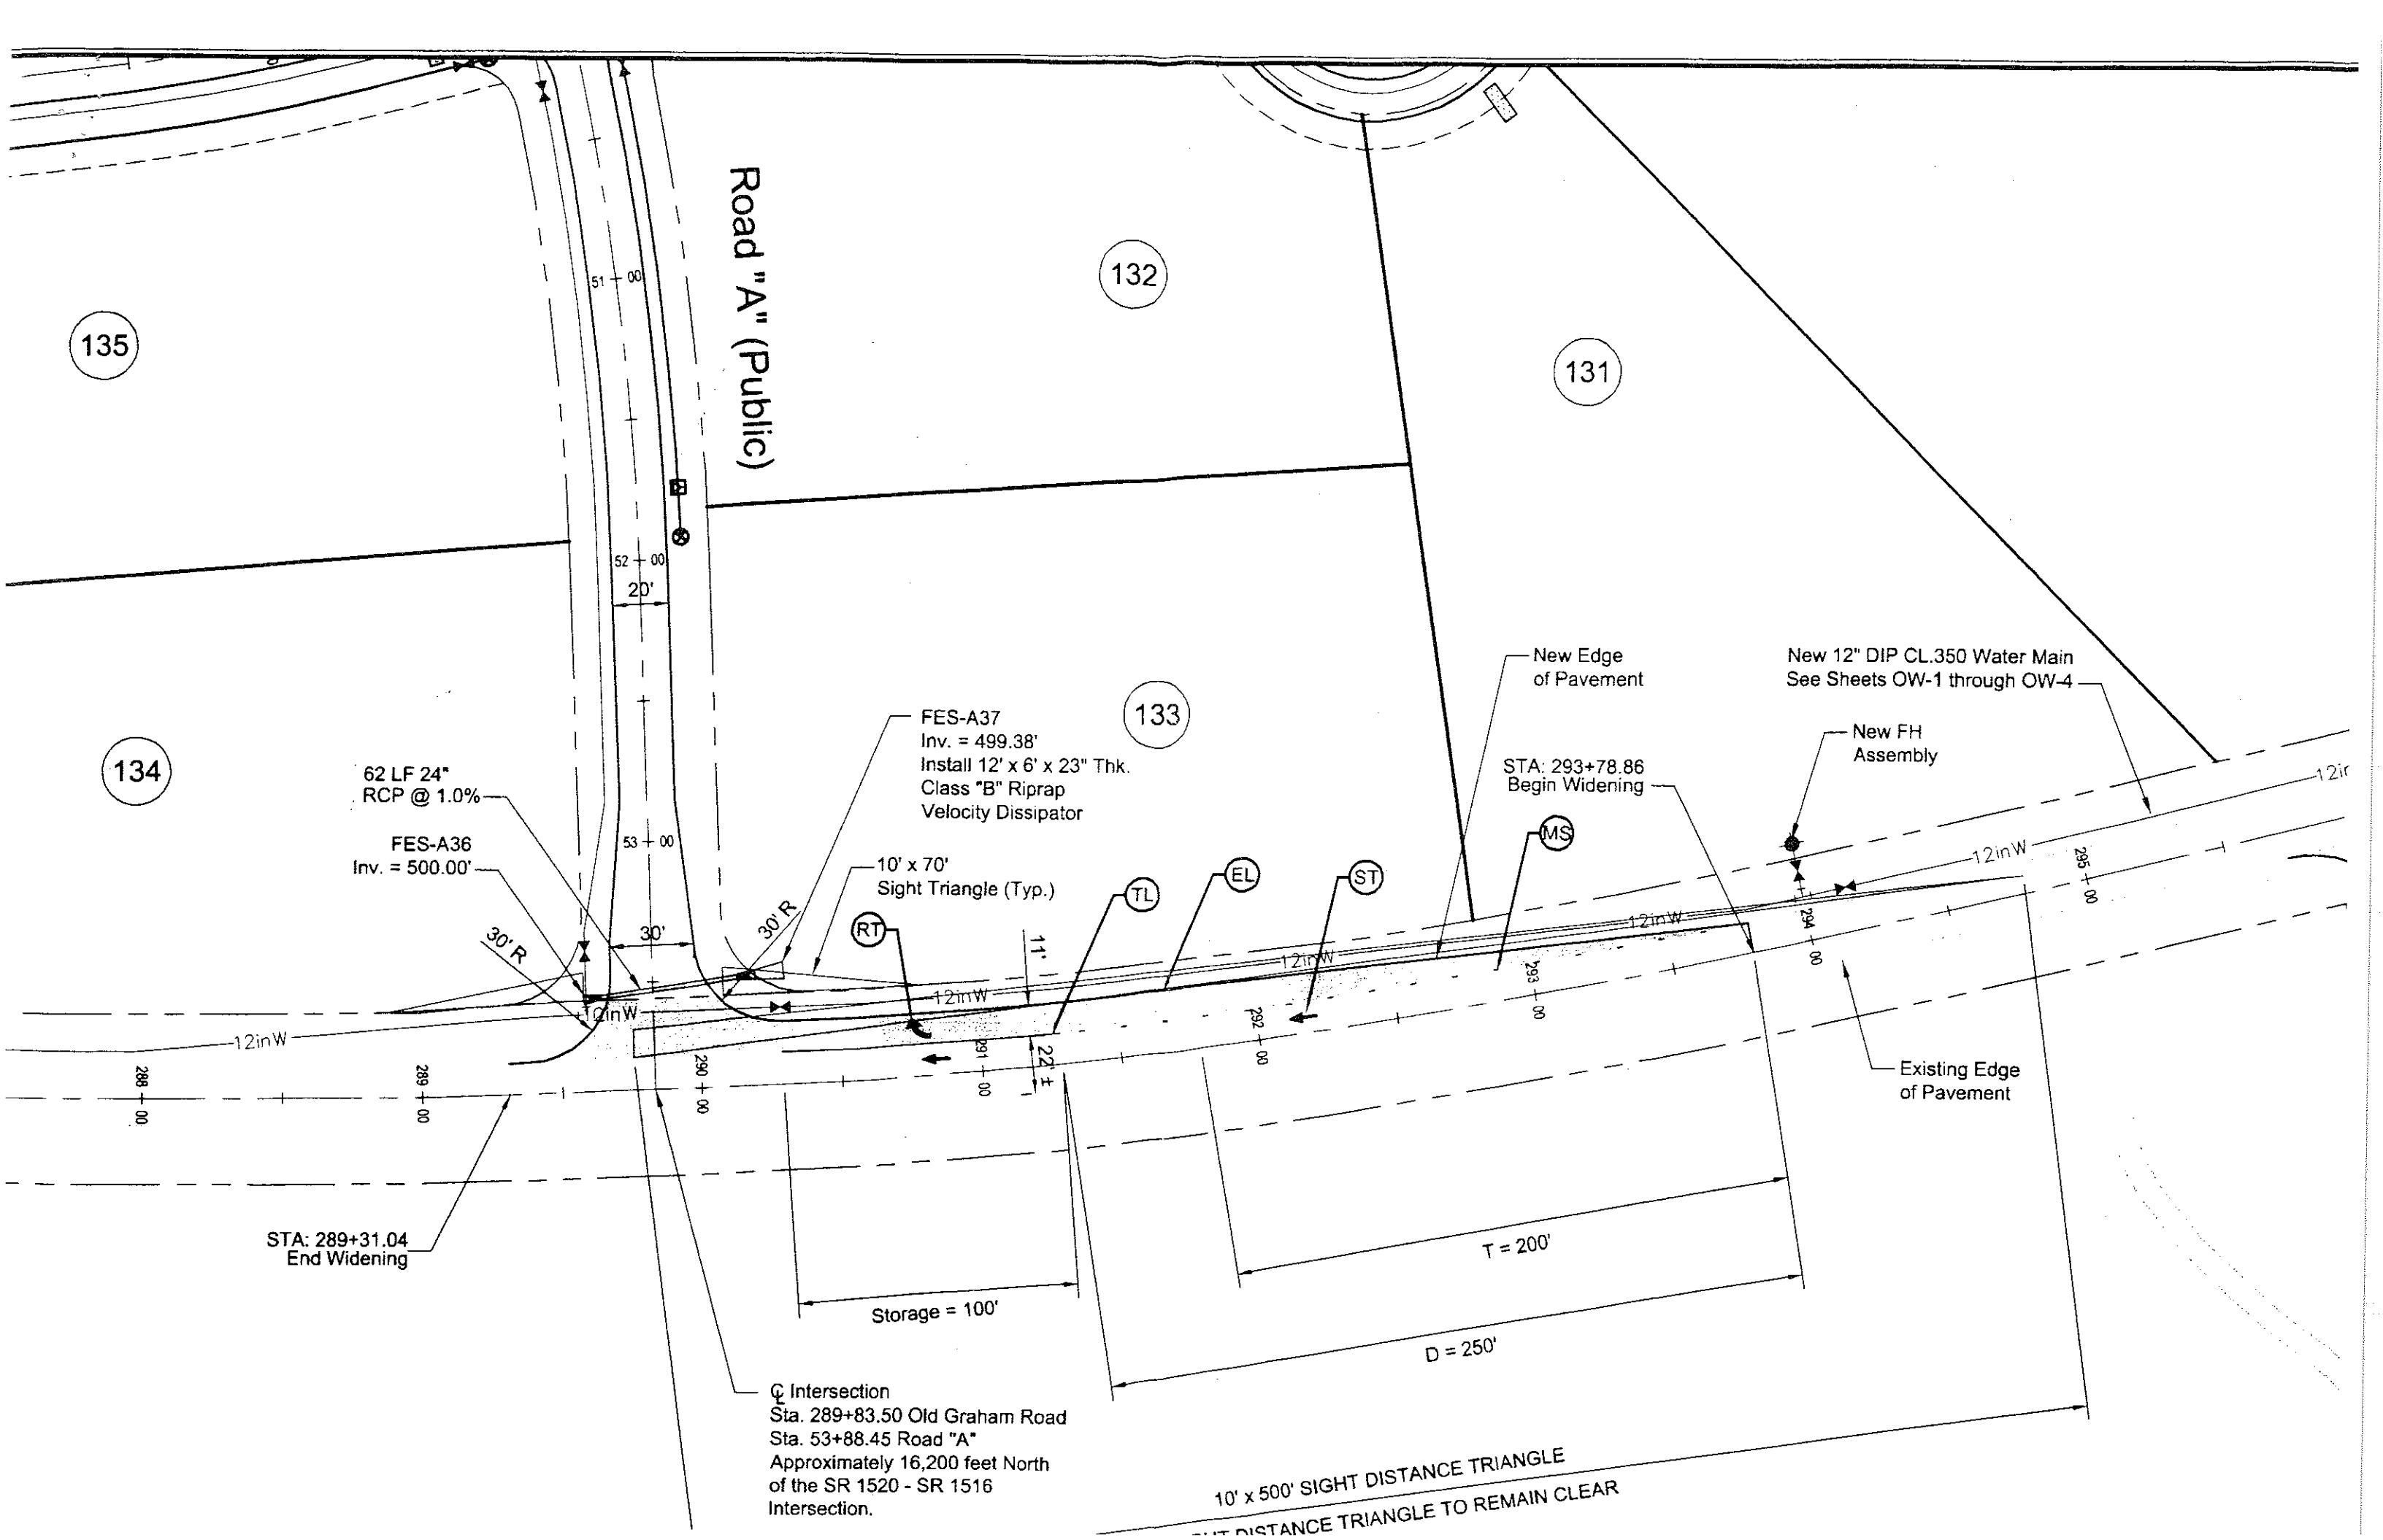 Road "A" (Public)
51 + 00
52 + 00
20'
53 + 00
30'
135
132
131
134
133
62 LF 24"
RCP @ 1.0%
FES-A36
Inv. = 500.00'
30' R
FES-A37
Inv. = 499.38'
Install 12' x 6' x 23" Thk.
Class "B" Riprap
Velocity Dissipator
10' x 70'
Sight Triangle (Typ.)
30' R
RT
TL
EL
ST
MS
11'
22' ±
New Edge
of Pavement
STA: 293+78.86
Begin Widening
New 12" DIP CL.350 Water Main
See Sheets OW-1 through OW-4
New FH
Assembly
12in
12inW
12inW
12inW
12inW
12inW
12inW
288 + 00
289 + 00
290 + 00
291 + 00
292 + 00
293 + 00
294 + 00
295 + 00
Existing Edge
of Pavement
STA: 289+31.04
End Widening
Storage = 100'
T = 200'
D = 250'
℄ Intersection
Sta. 289+83.50 Old Graham Road
Sta. 53+88.45 Road "A"
Approximately 16,200 feet North
of the SR 1520 - SR 1516
Intersection.
10' x 500' SIGHT DISTANCE TRIANGLE
DISTANCE TRIANGLE TO REMAIN CLEAR